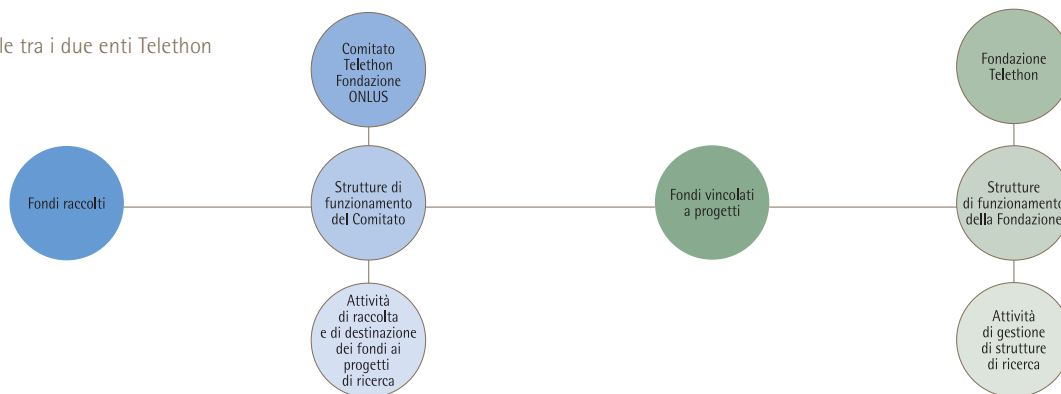 le tra i due enti Telethon
Comitato
Telethon
Fondazione
ONLUS
Fondazione
Telethon
Fondi raccolti
Strutture di
funzionamento
del Comitato
Fondi vincolati
a progetti
Strutture
di funzionamento
della Fondazione
Attività
di raccolta
e di destinazione
dei fondi ai
progetti
di ricerca
Attività
di gestione
di strutture
di ricerca